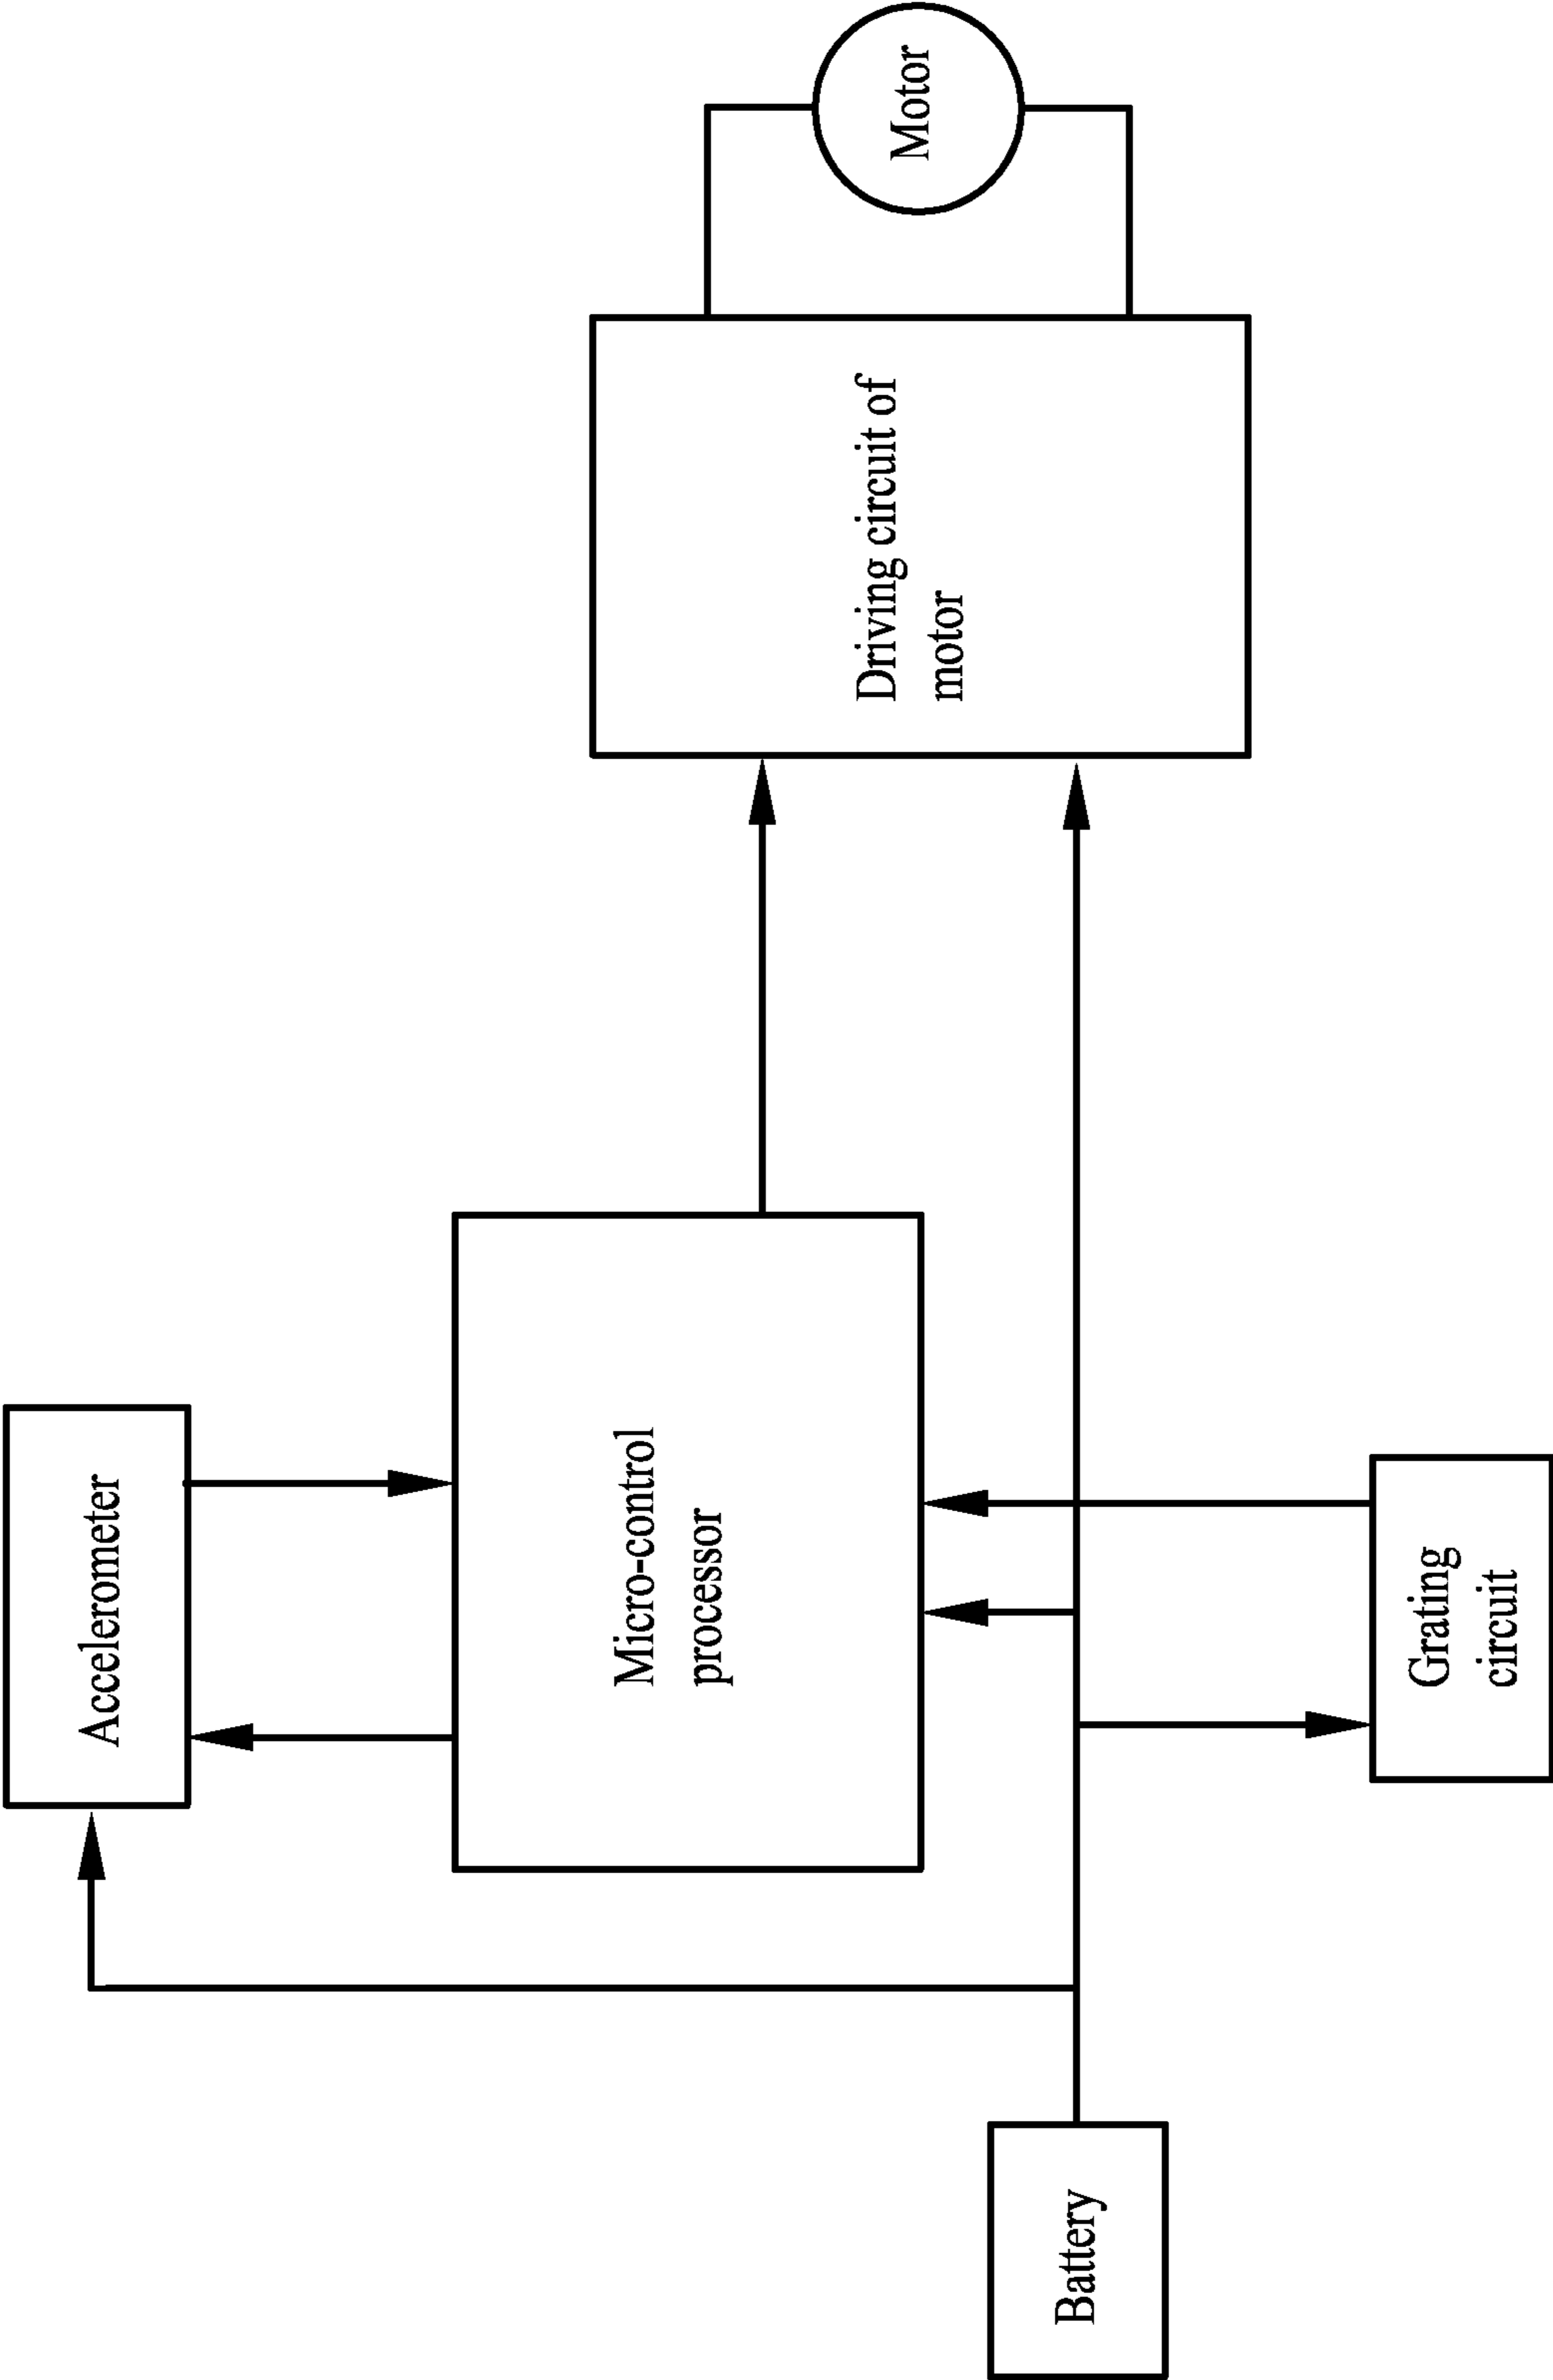 Accelerometer
Micro-control
processor
Driving circuit of
motor
Motor
Battery
Grating
circuit